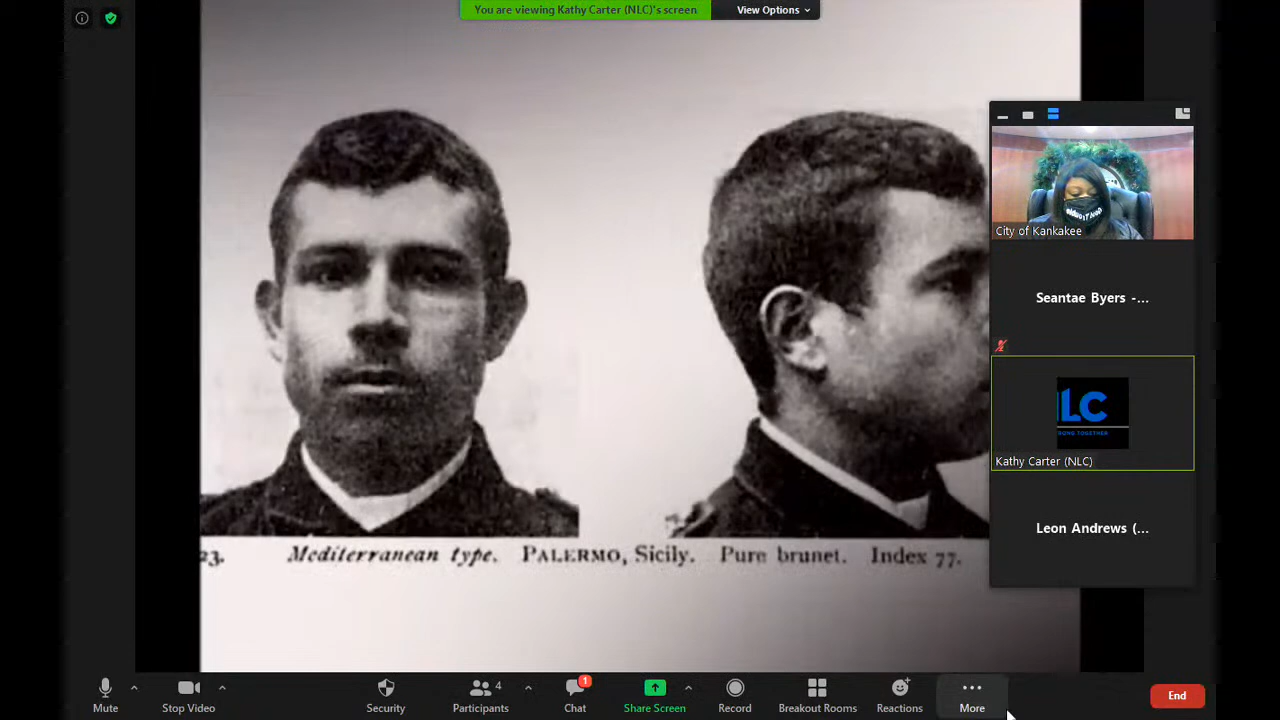 You are viewing Kathy Carter (NLC)'s screen
View Options
City of Kankakee
Seantae Byers -...
LC
Kathy Carter (NLC)
Leon Andrews (...
23. Mediterranean type. PALERMO, Sicily. Pure brunet. Index 77.
Mute
Stop Video
Security
4
Participants
1
Chat
Share Screen
Record
Breakout Rooms
Reactions
More
End